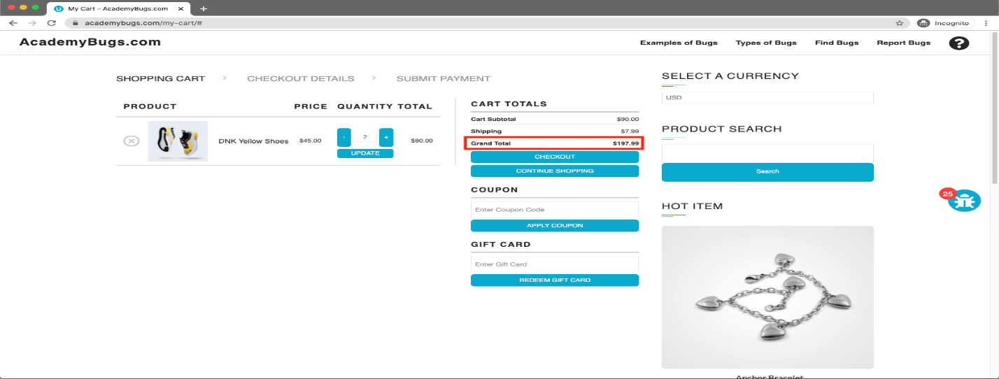 My Cart – AcademyBugs.com
academybugs.com/my-cart/#
Incognito
AcademyBugs.com
Examples of Bugs
Types of Bugs
Find Bugs
Report Bugs
?
SHOPPING CART > CHECKOUT DETAILS > SUBMIT PAYMENT
PRODUCT PRICE QUANTITY TOTAL
DNK Yellow Shoes $45.00 - 2 + $90.00
UPDATE
CART TOTALS
Cart Subtotal $90.00
Shipping $7.99
Grand Total $197.99
CHECKOUT
CONTINUE SHOPPING
COUPON
Enter Coupon Code
APPLY COUPON
GIFT CARD
Enter Gift Card
REDEEM GIFT CARD
SELECT A CURRENCY
USD
PRODUCT SEARCH
Search
25
HOT ITEM
Anchor Bracelet